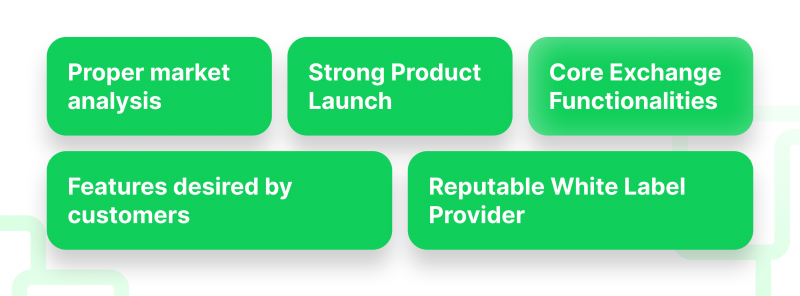 Proper market
analysis
Strong Product
Launch
Core Exchange
Functionalities
Features desired by
customers
Reputable White Label
Provider